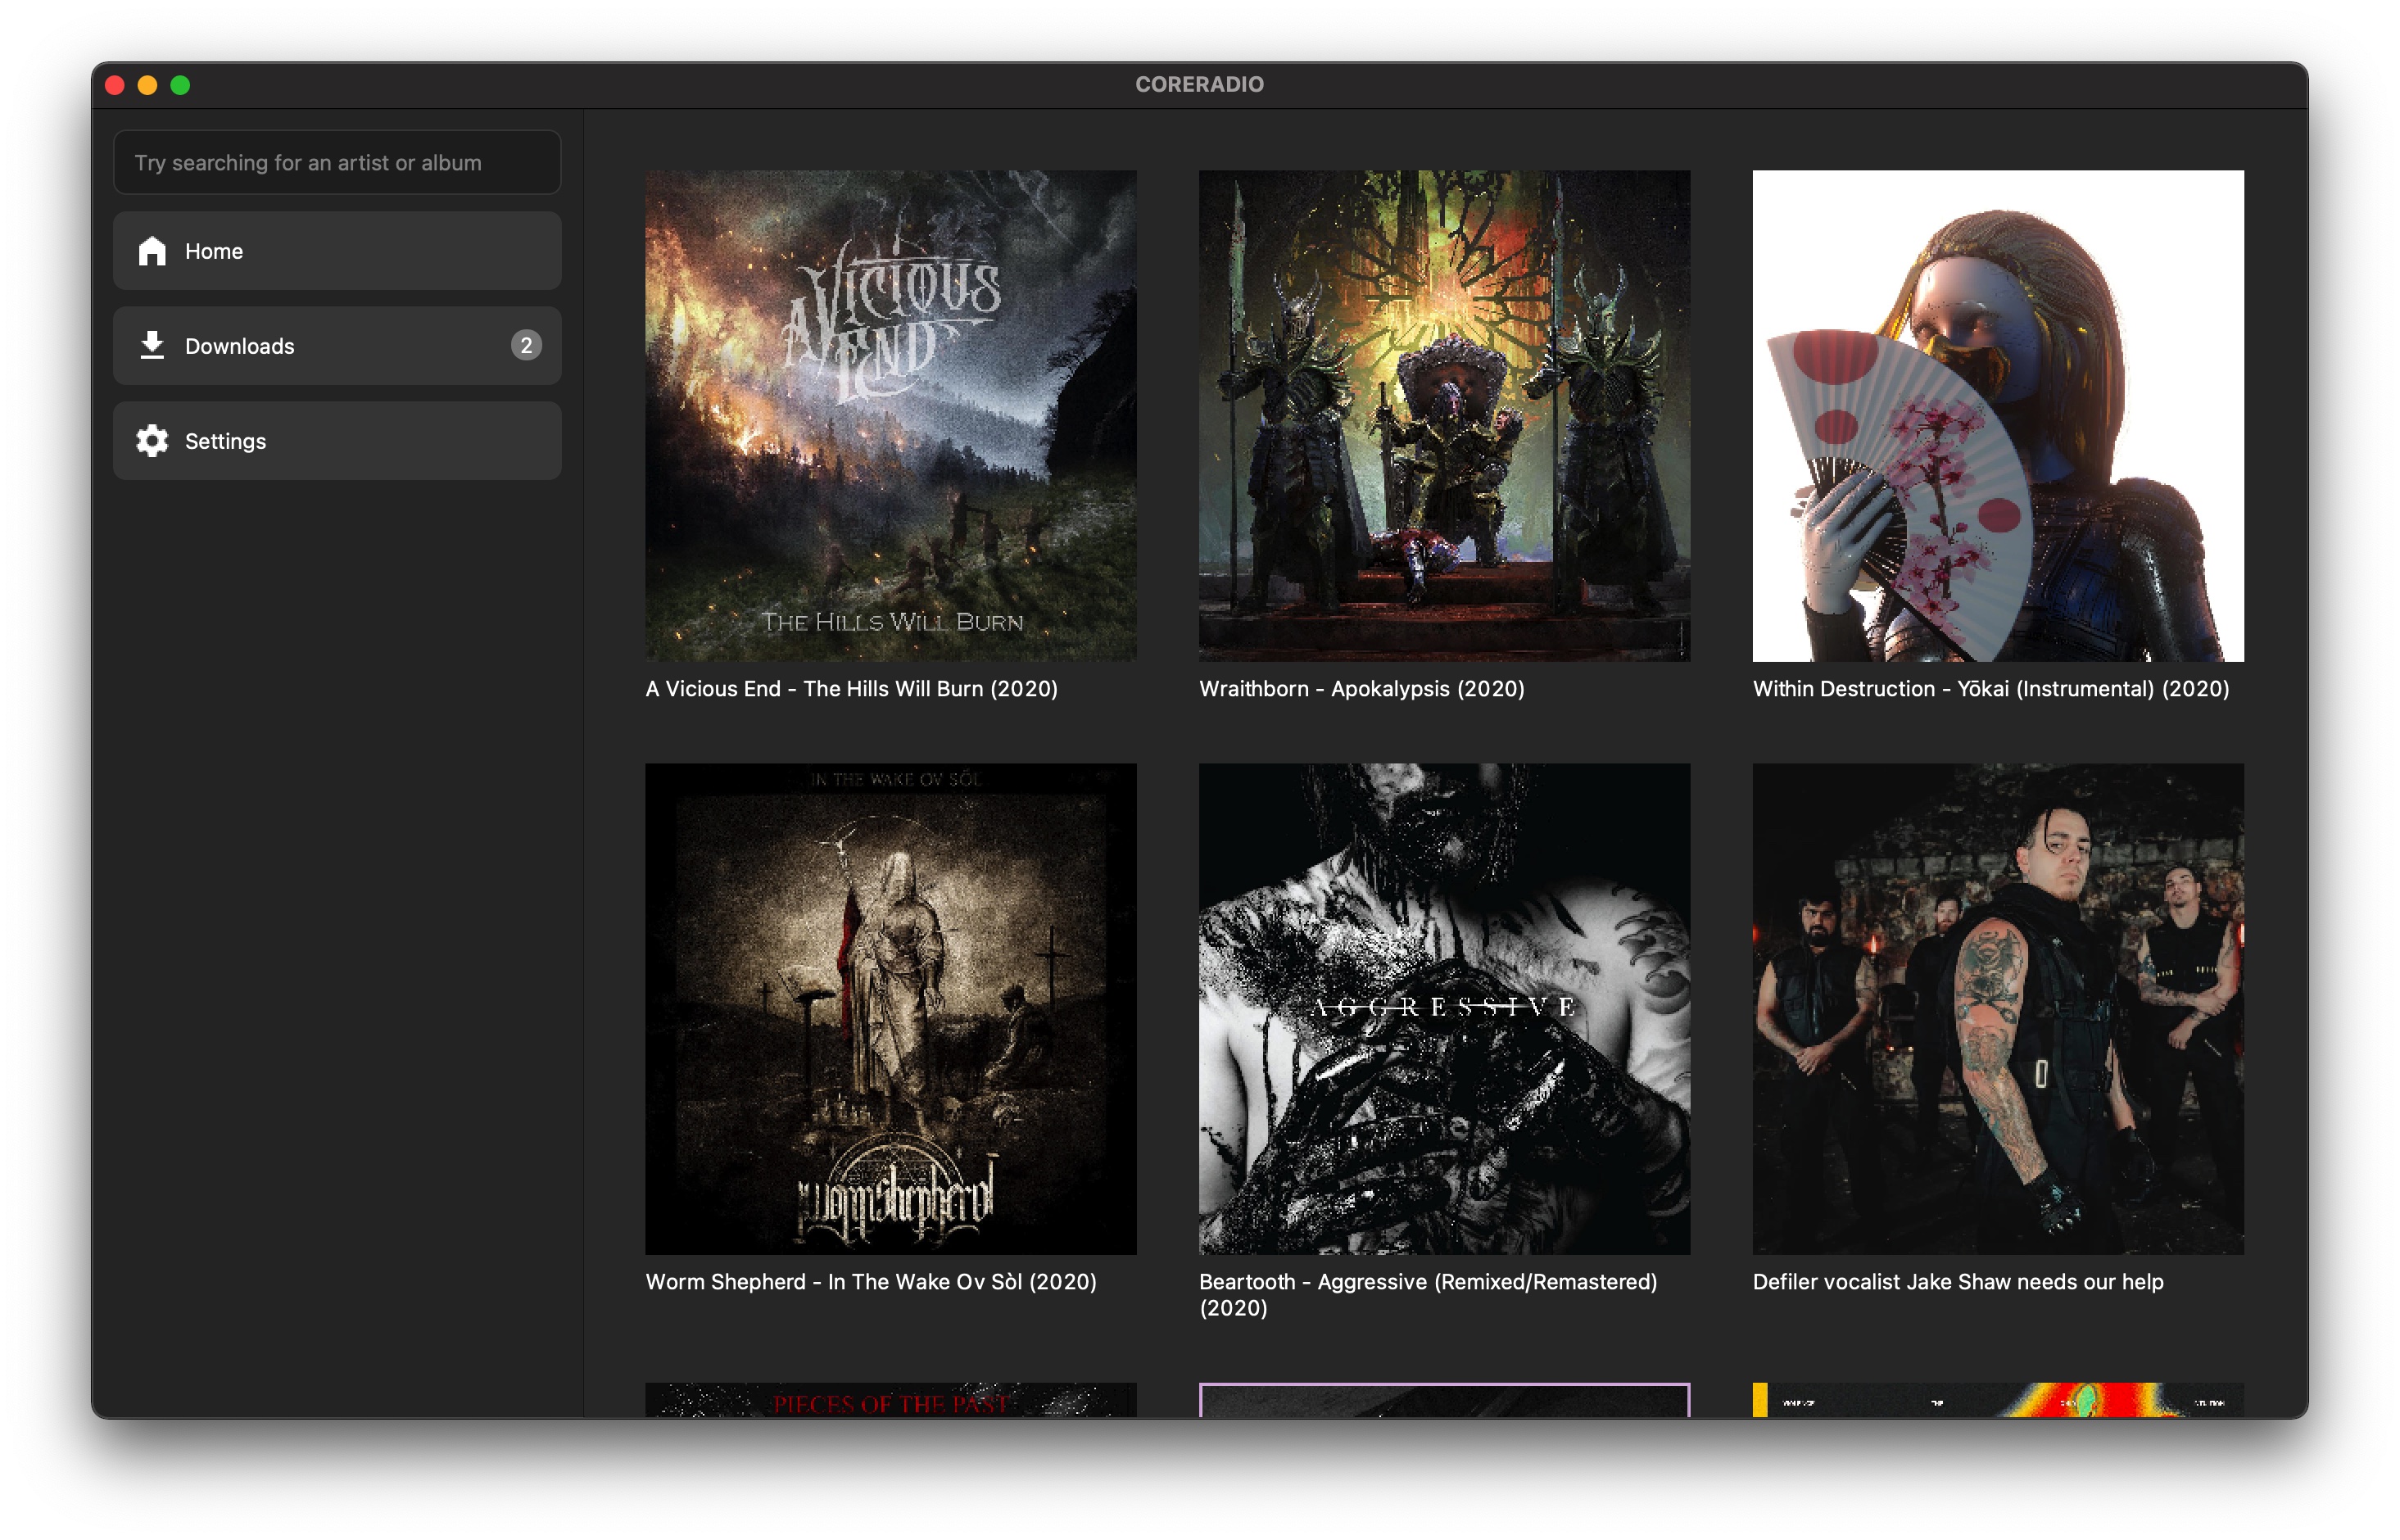 CORERADIO
Try searching for an artist or album
Home
Downloads
2
Settings
A VICIOUS
END
THE HILLS WILL BURN
A Vicious End - The Hills Will Burn (2020)
Wraithborn - Apokalypsis (2020)
Within Destruction - Yōkai (Instrumental) (2020)
IN THE WAKE OV SÒL
wormshepherd
Worm Shepherd - In The Wake Ov Sòl (2020)
AGGRESSIVE
Beartooth - Aggressive (Remixed/Remastered)
(2020)
Defiler vocalist Jake Shaw needs our help
PIECES OF THE PAST
VIOLENCE THE